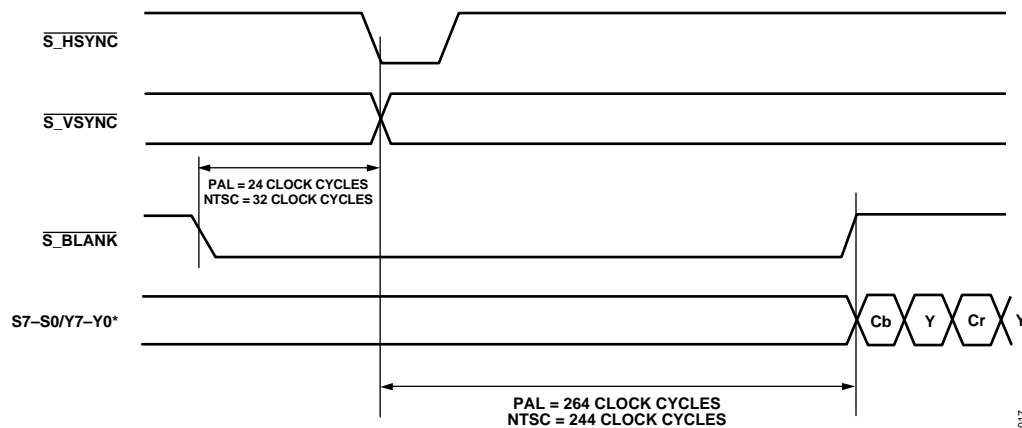 S_HSYNC
S_VSYNC
PAL = 24 CLOCK CYCLES
NTSC = 32 CLOCK CYCLES
S_BLANK
S7–S0/Y7–Y0*
Cb
Y
Cr
Y
PAL = 264 CLOCK CYCLES
NTSC = 244 CLOCK CYCLES
017